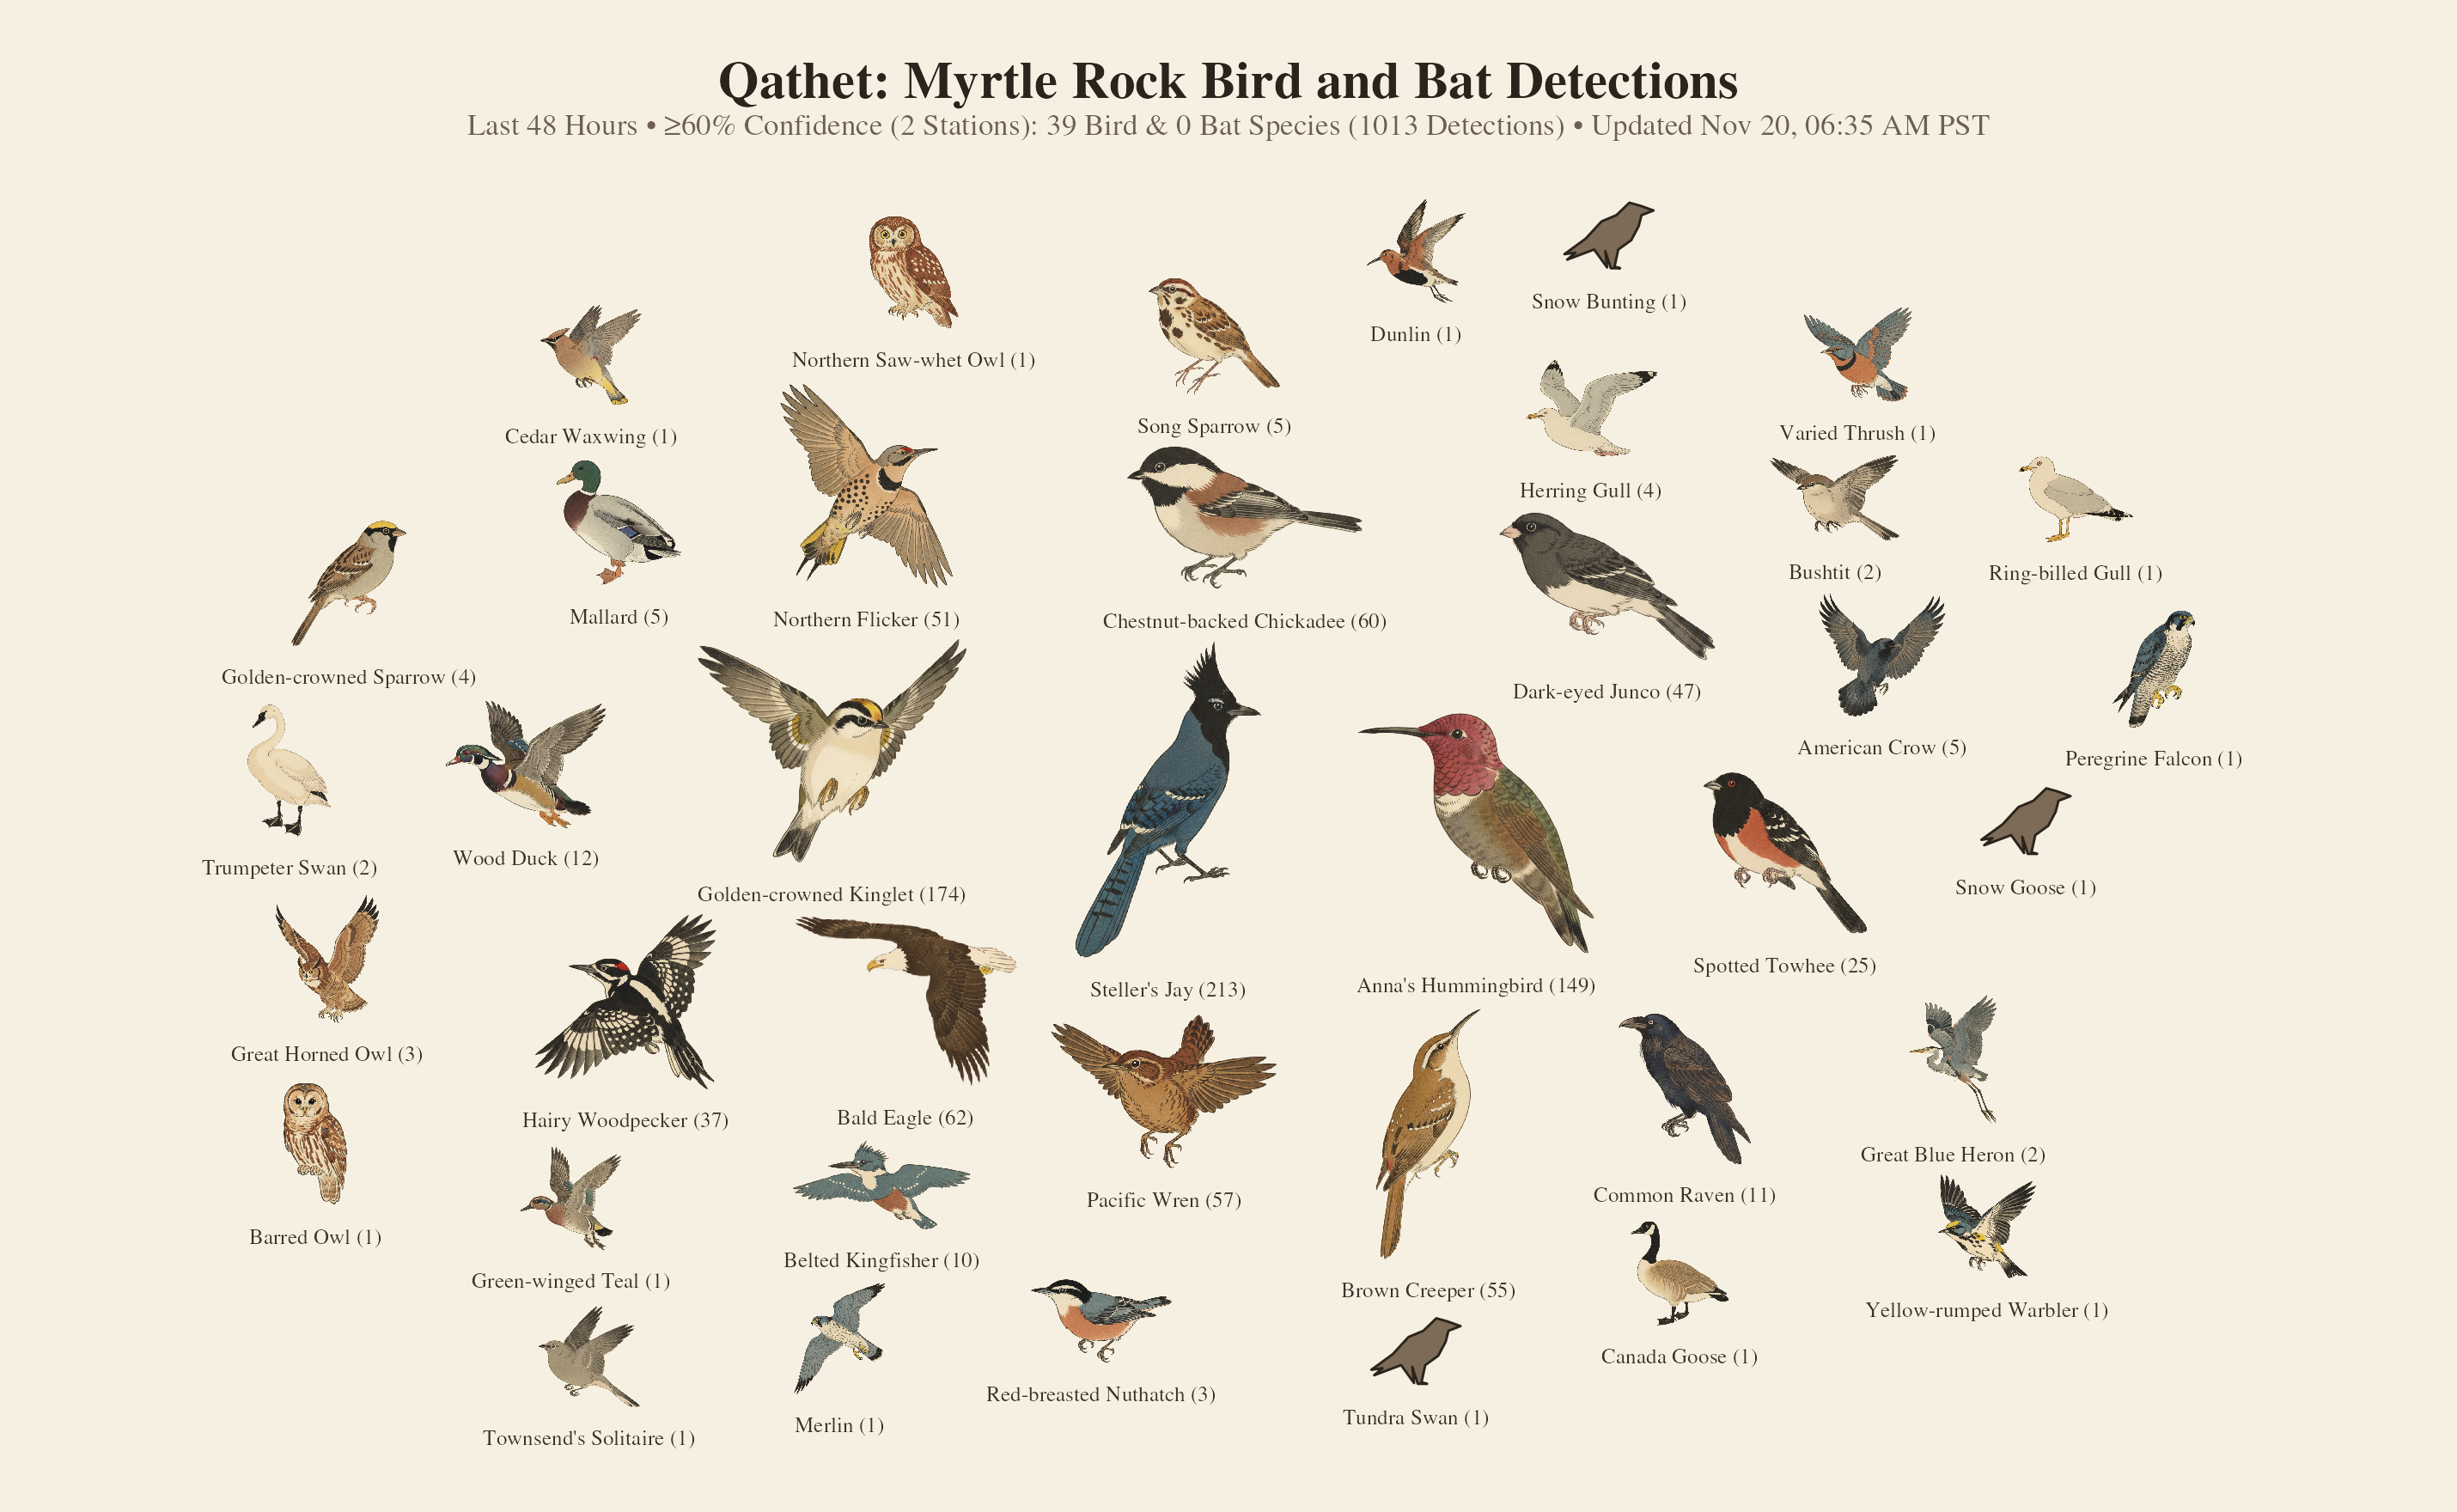 Qathet: Myrtle Rock Bird and Bat Detections
Last 48 Hours • ≥60% Confidence (2 Stations): 39 Bird & 0 Bat Species (1013 Detections) • Updated Nov 20, 06:35 AM PST
Snow Bunting (1)
Dunlin (1)
Northern Saw-whet Owl (1)
Song Sparrow (5)
Varied Thrush (1)
Cedar Waxwing (1)
Herring Gull (4)
Bushtit (2)
Ring-billed Gull (1)
Mallard (5)
Northern Flicker (51)
Chestnut-backed Chickadee (60)
Golden-crowned Sparrow (4)
Dark-eyed Junco (47)
American Crow (5)
Peregrine Falcon (1)
Wood Duck (12)
Trumpeter Swan (2)
Snow Goose (1)
Golden-crowned Kinglet (174)
Spotted Towhee (25)
Anna's Hummingbird (149)
Steller's Jay (213)
Great Horned Owl (3)
Bald Eagle (62)
Hairy Woodpecker (37)
Great Blue Heron (2)
Common Raven (11)
Pacific Wren (57)
Barred Owl (1)
Belted Kingfisher (10)
Green-winged Teal (1)
Brown Creeper (55)
Yellow-rumped Warbler (1)
Canada Goose (1)
Red-breasted Nuthatch (3)
Tundra Swan (1)
Merlin (1)
Townsend's Solitaire (1)